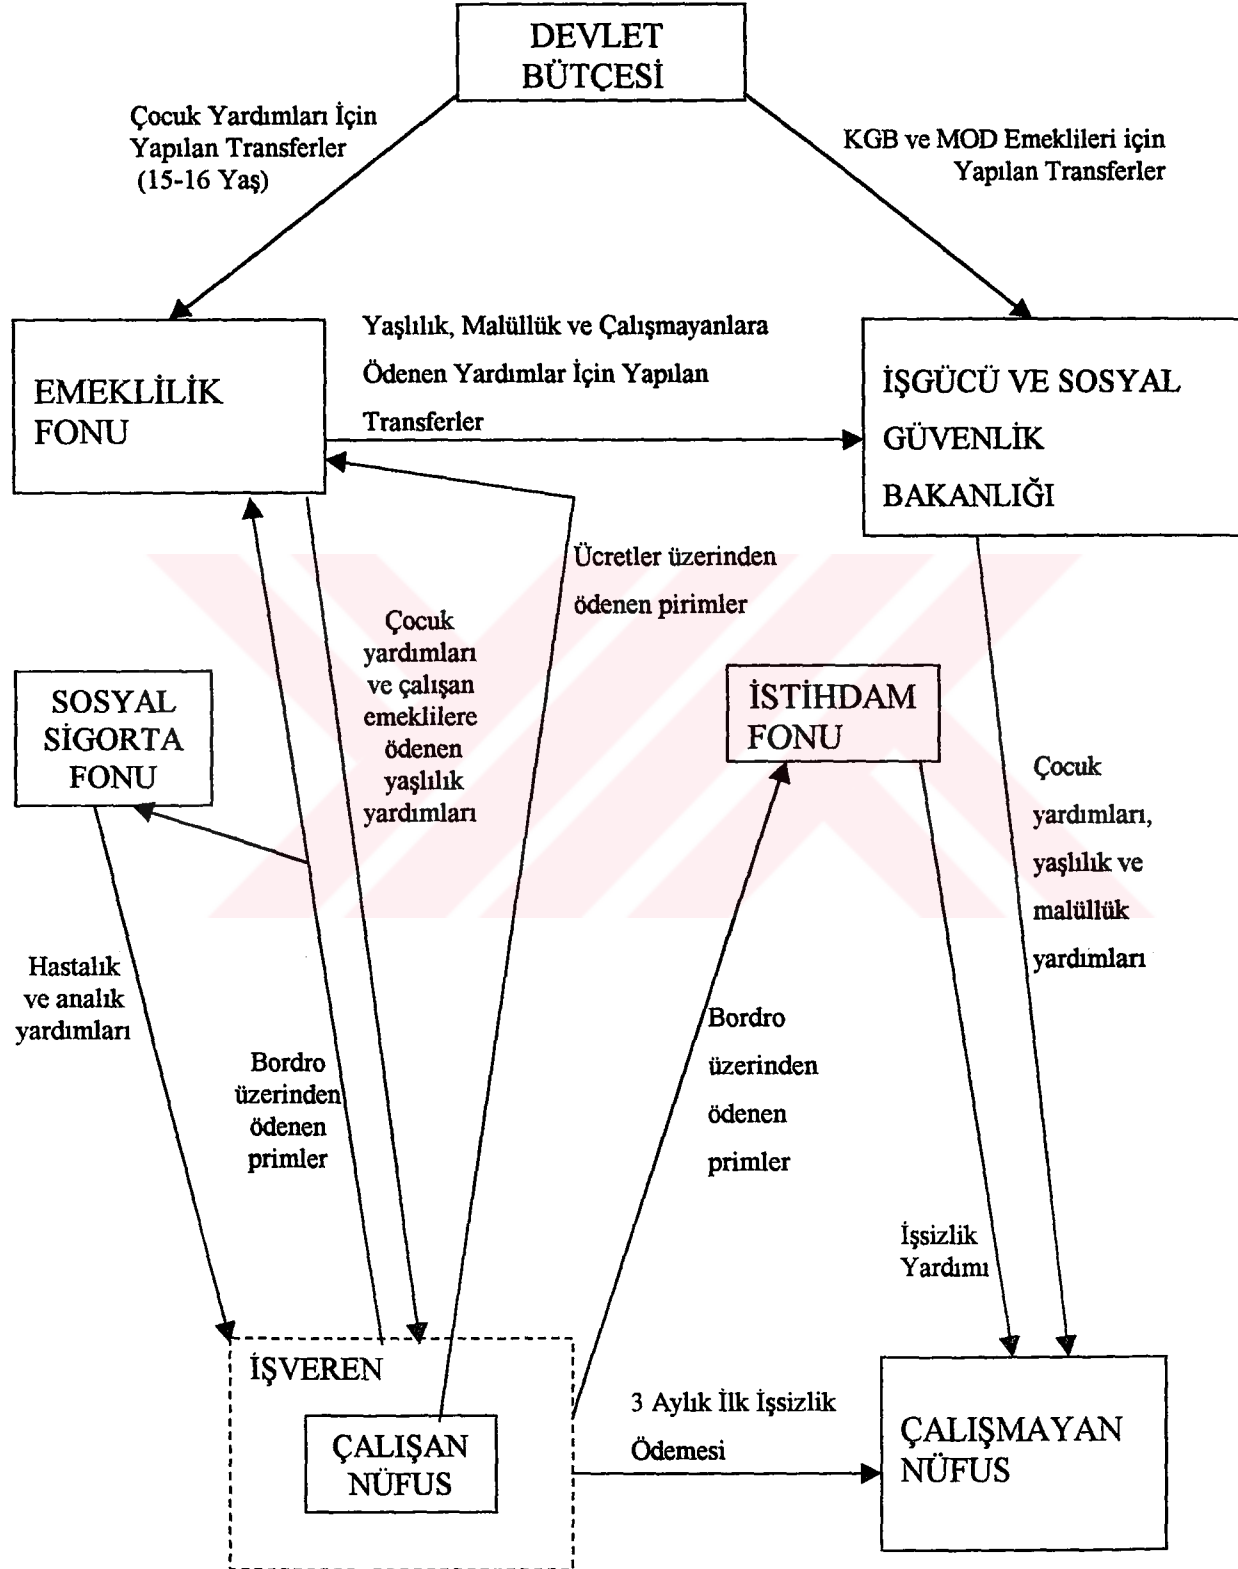 DEVLET
BÜTÇESİ
Çocuk Yardımları İçin
Yapılan Transferler
(15-16 Yaş)
KGB ve MOD Emeklileri için
Yapılan Transferler
EMEKLİLİK
FONU
Yaşlılık, Malüllük ve Çalışmayanlara
Ödenen Yardımlar İçin Yapılan
Transferler
İŞGÜCÜ VE SOSYAL
GÜVENLİK
BAKANLIĞI
Ücretler üzerinden
ödenen pirimler
Çocuk
yardımları
ve çalışan
emeklilere
ödenen
yaşlılık
yardımları
SOSYAL
SİGORTA
FONU
İSTİHDAM
FONU
Çocuk
yardımları,
yaşlılık ve
malüllük
yardımları
Hastalık
ve analık
yardımları
Bordro
üzerinden
ödenen
primler
Bordro
üzerinden
ödenen
primler
İşsizlik
Yardımı
İŞVEREN
ÇALIŞAN
NÜFUS
3 Aylık İlk İşsizlik
Ödemesi
ÇALIŞMAYAN
NÜFUS